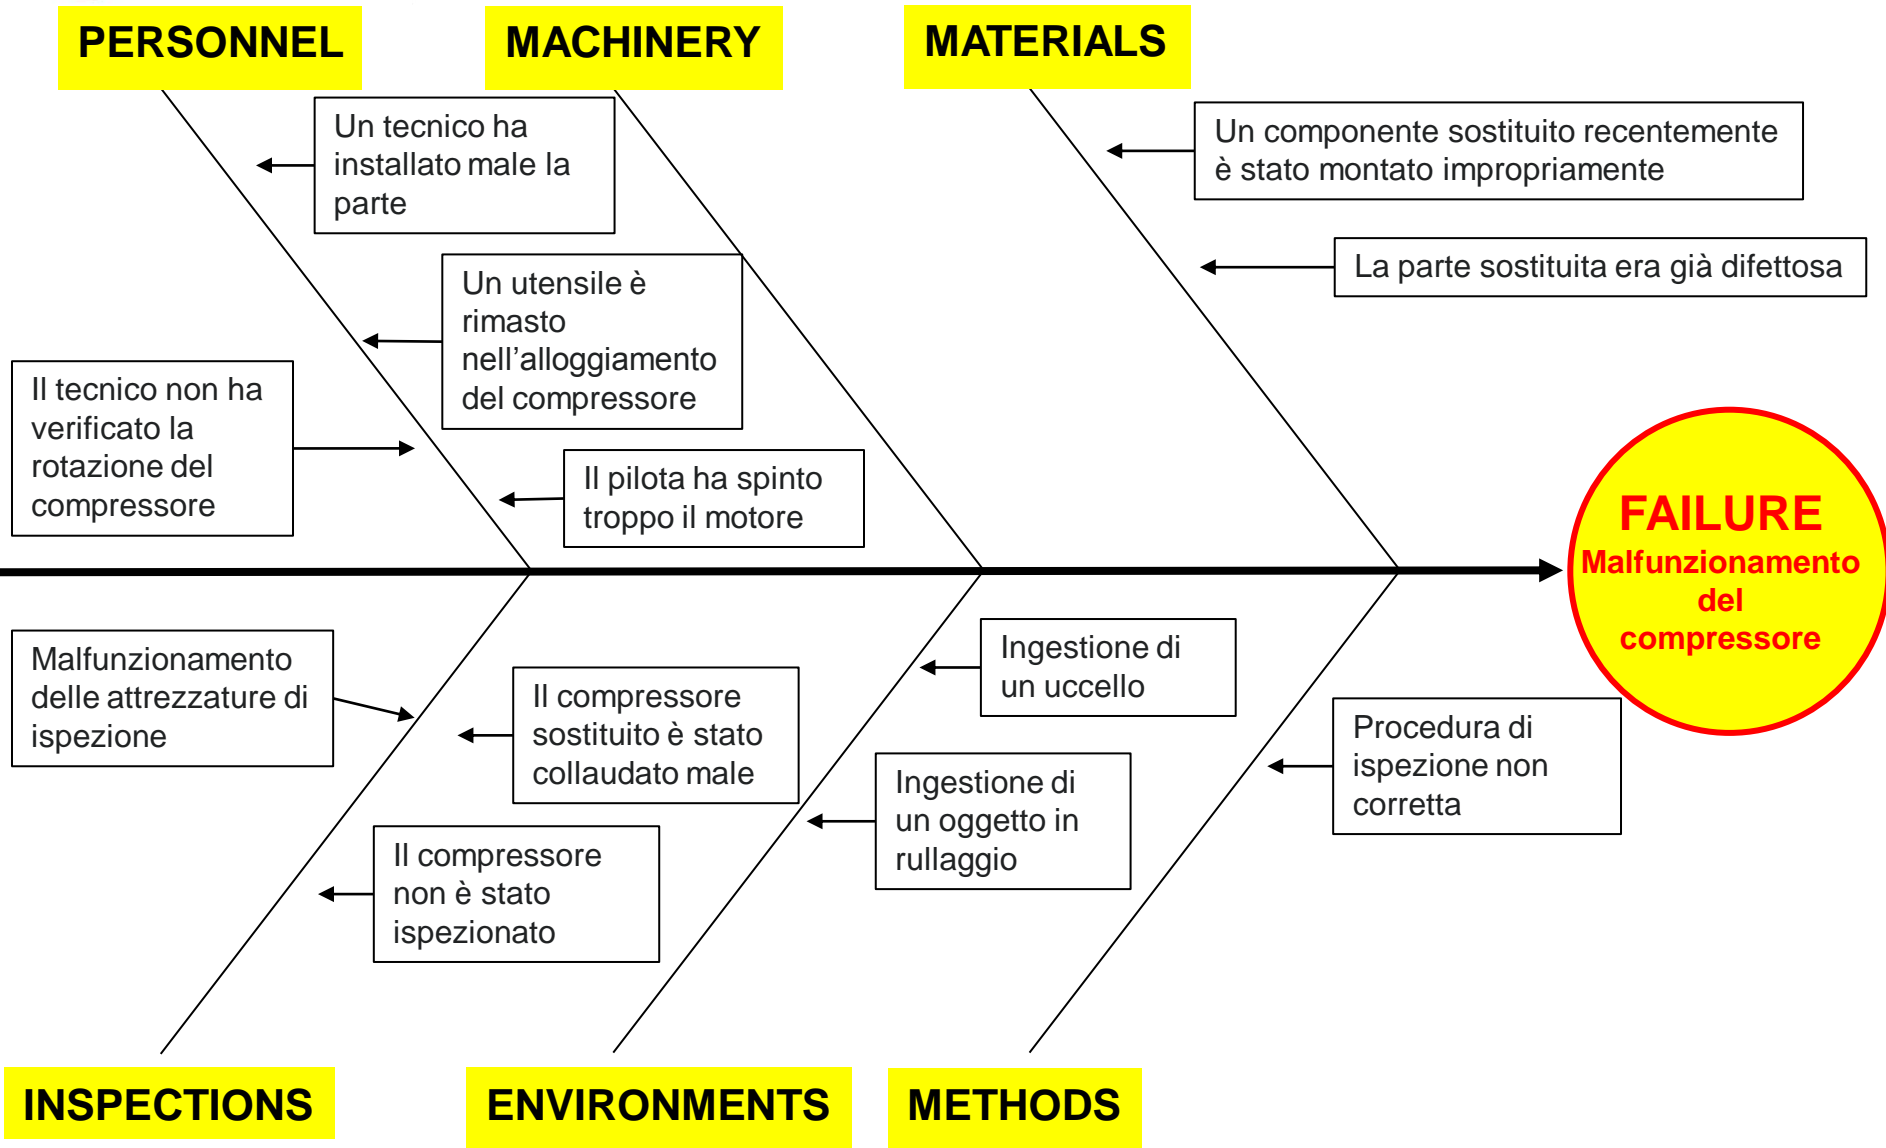 PERSONNEL
MACHINERY
MATERIALS
Un tecnico ha
installato male la
parte
Un componente sostituito recentemente
è stato montato impropriamente
La parte sostituita era già difettosa
Un utensile è
rimasto
nell’alloggiamento
del compressore
Il tecnico non ha
verificato la
rotazione del
compressore
Il pilota ha spinto
troppo il motore
FAILURE
Malfunzionamento
del
compressore
Malfunzionamento
delle attrezzature di
ispezione
Il compressore
sostituito è stato
collaudato male
Ingestione di
un uccello
Procedura di
ispezione non
corretta
Ingestione di
un oggetto in
rullaggio
Il compressore
non è stato
ispezionato
INSPECTIONS
ENVIRONMENTS
METHODS